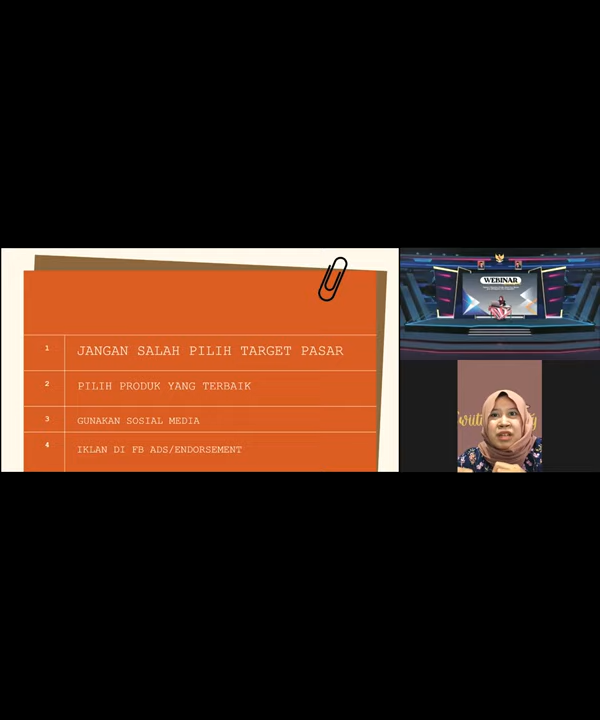 1 JANGAN SALAH PILIH TARGET PASAR
2 PILIH PRODUK YANG TERBAIK
3 GUNAKAN SOSIAL MEDIA
4 IKLAN DI FB ADS/ENDORSEMENT
WEBINAR